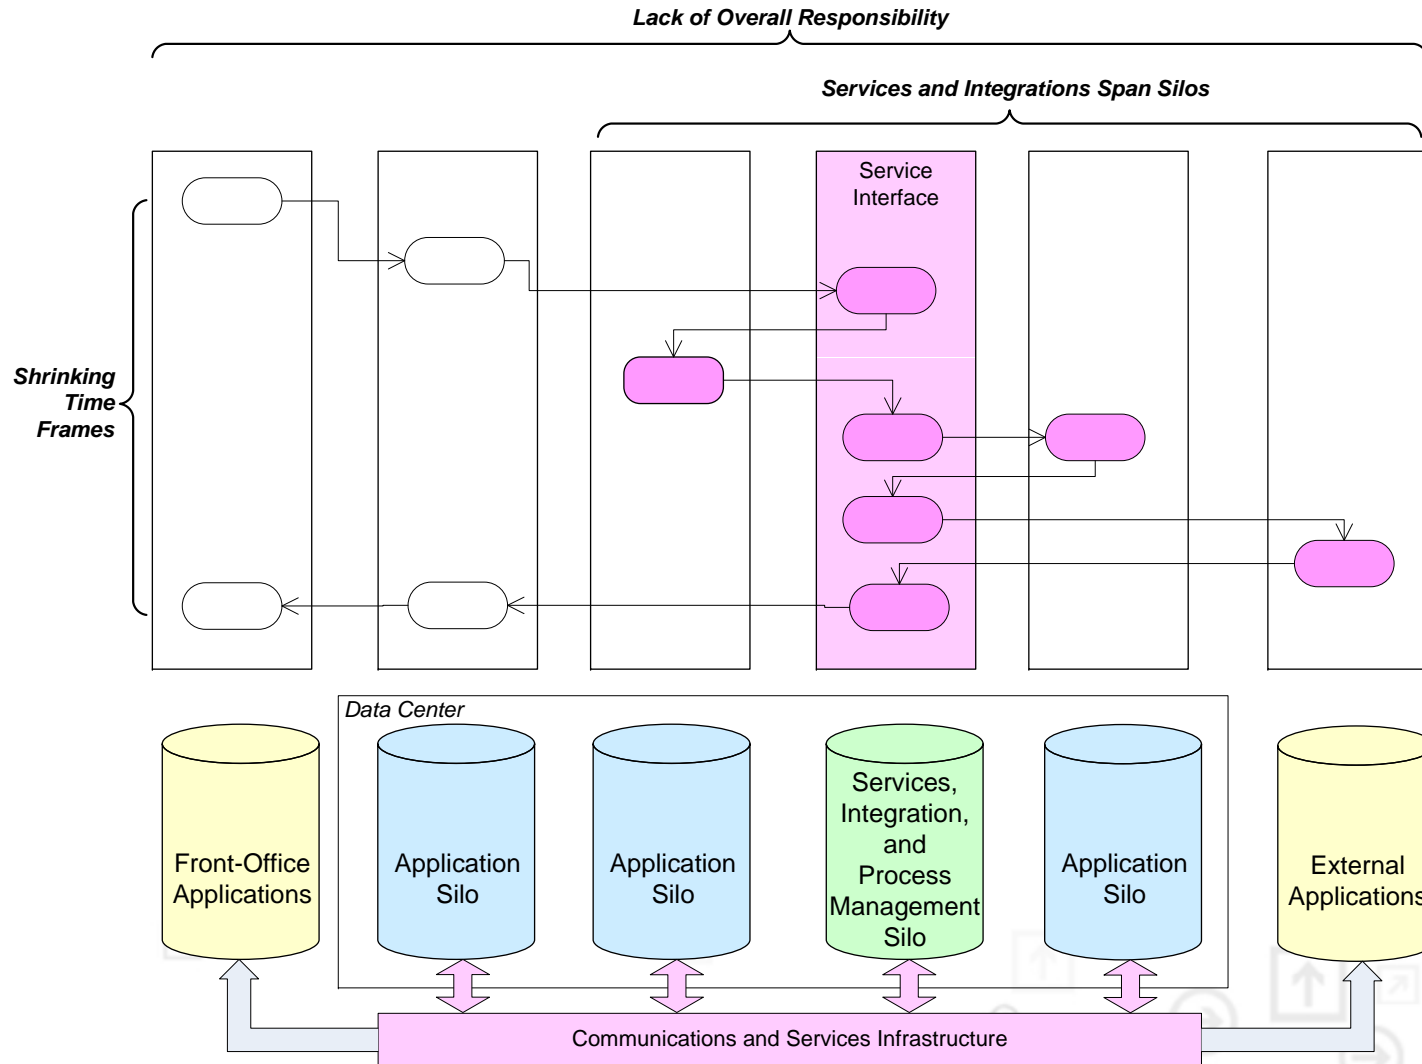 Lack of Overall Responsibility
Services and Integrations Span Silos
Service
Interface
Shrinking
Time
Frames
Data Center
Front-Office
Applications
Application
Silo
Application
Silo
Services,
Integration,
and
Process
Management
Silo
Application
Silo
External
Applications
Communications and Services Infrastructure